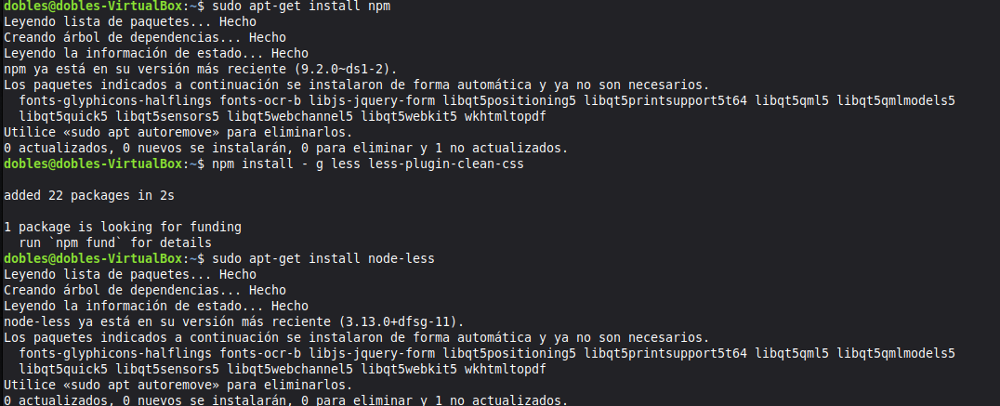 dobles@dobles-VirtualBox:~$ sudo apt-get install npm
Leyendo lista de paquetes... Hecho
Creando árbol de dependencias... Hecho
Leyendo la información de estado... Hecho
npm ya está en su versión más reciente (9.2.0~ds1-2).
Los paquetes indicados a continuación se instalaron de forma automática y ya no son necesarios.
  fonts-glyphicons-halflings fonts-ocr-b libjs-jquery-form libqt5positioning5 libqt5printsupport5t64 libqt5qml5 libqt5qmlmodels5
  libqt5quick5 libqt5sensors5 libqt5webchannel5 libqt5webkit5 wkhtmltopdf
Utilice «sudo apt autoremove» para eliminarlos.
0 actualizados, 0 nuevos se instalarán, 0 para eliminar y 1 no actualizados.
dobles@dobles-VirtualBox:~$ npm install - g less less-plugin-clean-css
added 22 packages in 2s
1 package is looking for funding
  run `npm fund` for details
dobles@dobles-VirtualBox:~$ sudo apt-get install node-less
Leyendo lista de paquetes... Hecho
Creando árbol de dependencias... Hecho
Leyendo la información de estado... Hecho
node-less ya está en su versión más reciente (3.13.0+dfsg-11).
Los paquetes indicados a continuación se instalaron de forma automática y ya no son necesarios.
  fonts-glyphicons-halflings fonts-ocr-b libjs-jquery-form libqt5positioning5 libqt5printsupport5t64 libqt5qml5 libqt5qmlmodels5
  libqt5quick5 libqt5sensors5 libqt5webchannel5 libqt5webkit5 wkhtmltopdf
Utilice «sudo apt autoremove» para eliminarlos.
0 actualizados, 0 nuevos se instalarán, 0 para eliminar y 1 no actualizados.